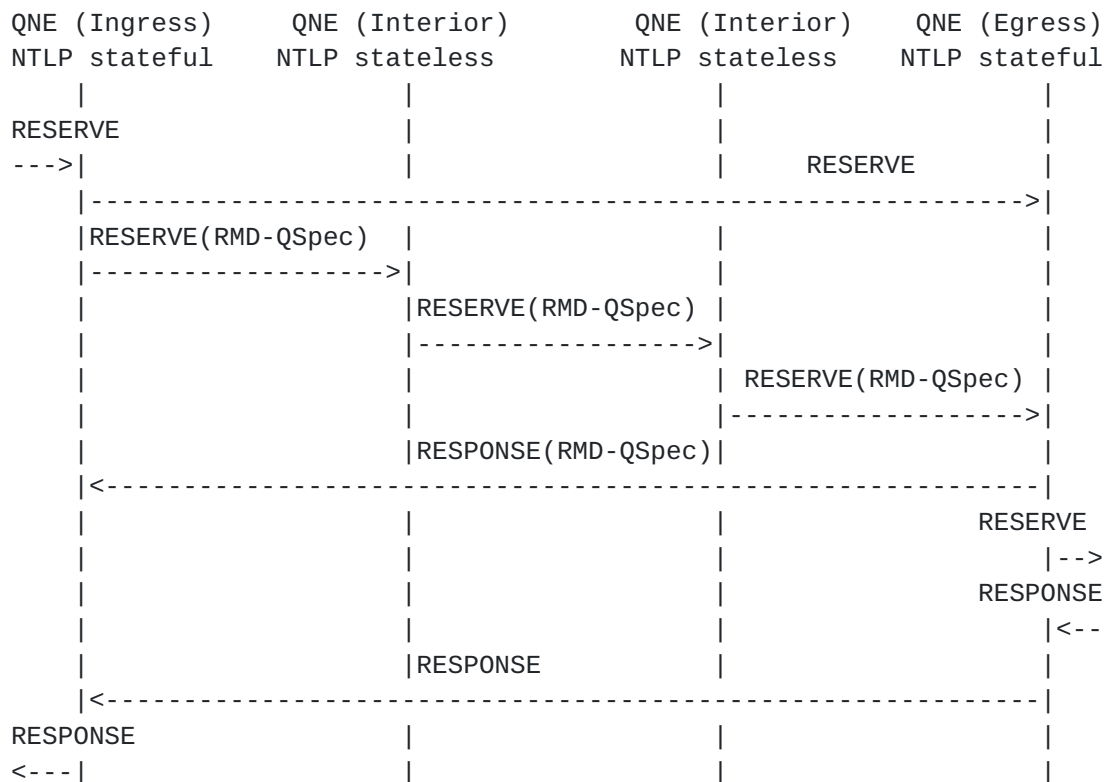 QNE (Ingress)     QNE (Interior)        QNE (Interior)    QNE (Egress)
NTLP stateful    NTLP stateless        NTLP stateless    NTLP stateful
RESERVE
RESERVE
RESERVE(RMD-QSpec)
RESERVE(RMD-QSpec)
RESERVE(RMD-QSpec)
RESPONSE(RMD-QSpec)
RESERVE
RESPONSE
RESPONSE
RESPONSE